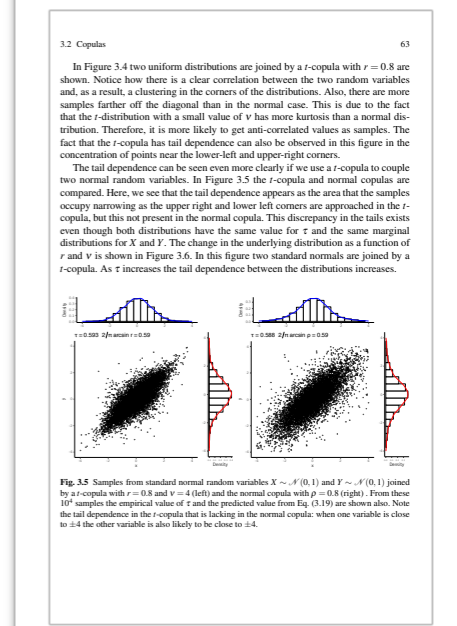 3.2 Copulas 63
In Figure 3.4 two uniform distributions are joined by a t-copula with r = 0.8 are
shown. Notice how there is a clear correlation between the two random variables
and, as a result, a clustering in the corners of the distributions. Also, there are more
samples farther off the diagonal than in the normal case. This is due to the fact
that the t-distribution with a small value of ν has more kurtosis than a normal dis-
tribution. Therefore, it is more likely to get anti-correlated values as samples. The
fact that the t-copula has tail dependence can also be observed in this figure in the
concentration of points near the lower-left and upper-right corners.
The tail dependence can be seen even more clearly if we use a t-copula to couple
two normal random variables. In Figure 3.5 the t-copula and normal copulas are
compared. Here, we see that the tail dependence appears as the area that the samples
occupy narrowing as the upper right and lower left corners are approached in the t-
copula, but this not present in the normal copula. This discrepancy in the tails exists
even though both distributions have the same value for τ and the same marginal
distributions for X and Y. The change in the underlying distribution as a function of
r and ν is shown in Figure 3.6. In this figure two standard normals are joined by a
t-copula. As τ increases the tail dependence between the distributions increases.
Density Density
τ = 0.593 2/π arcsin r = 0.59 τ = 0.588 2/π arcsin ρ = 0.59
x Density x Density
Fig. 3.5 Samples from standard normal random variables X ∼ 𝒩(0,1) and Y ∼ 𝒩(0,1) joined
by a t-copula with r = 0.8 and ν = 4 (left) and the normal copula with ρ = 0.8 (right) . From these
10⁴ samples the empirical value of τ and the predicted value from Eq. (3.19) are shown also. Note
the tail dependence in the t-copula that is lacking in the normal copula: when one variable is close
to ±4 the other variable is also likely to be close to ±4.